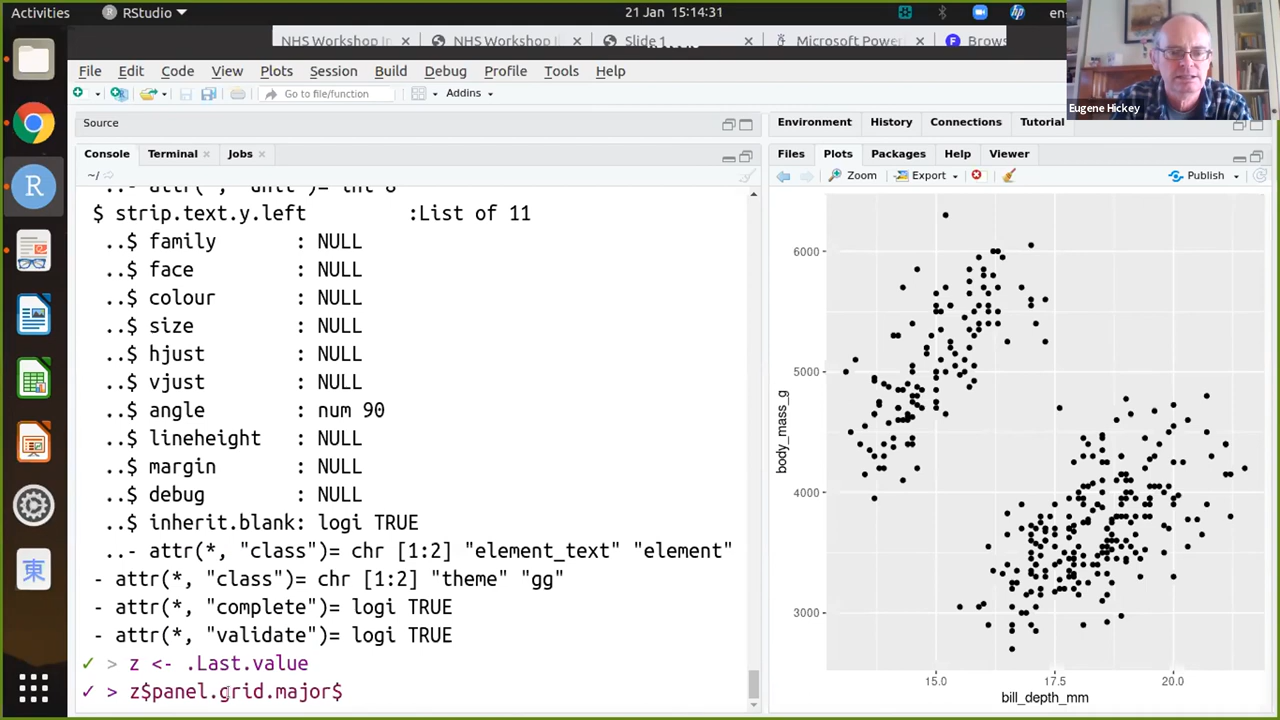 Activities RStudio 21 Jan 15:14:31 en
NHS Workshop NHS Workshop Slide 1 Microsoft Pow Brows
File Edit Code View Plots Session Build Debug Profile Tools Help
Go to file/function Addins
Eugene Hickey
Source
Environment History Connections Tutorial
Console Terminal Jobs
Files Plots Packages Help Viewer
~/
Zoom Export Publish
$ strip.text.y.left :List of 11
..$ family : NULL
..$ face : NULL
..$ colour : NULL
..$ size : NULL
..$ hjust : NULL
..$ vjust : NULL
..$ angle : num 90
..$ lineheight : NULL
..$ margin : NULL
..$ debug : NULL
..$ inherit.blank: logi TRUE
..- attr(*, "class")= chr [1:2] "element_text" "element"
- attr(*, "class")= chr [1:2] "theme" "gg"
- attr(*, "complete")= logi TRUE
- attr(*, "validate")= logi TRUE
> z <- .Last.value
> z$panel.grid.major$
6000
5000
4000
3000
body_mass_g
15.0 17.5 20.0
bill_depth_mm
東